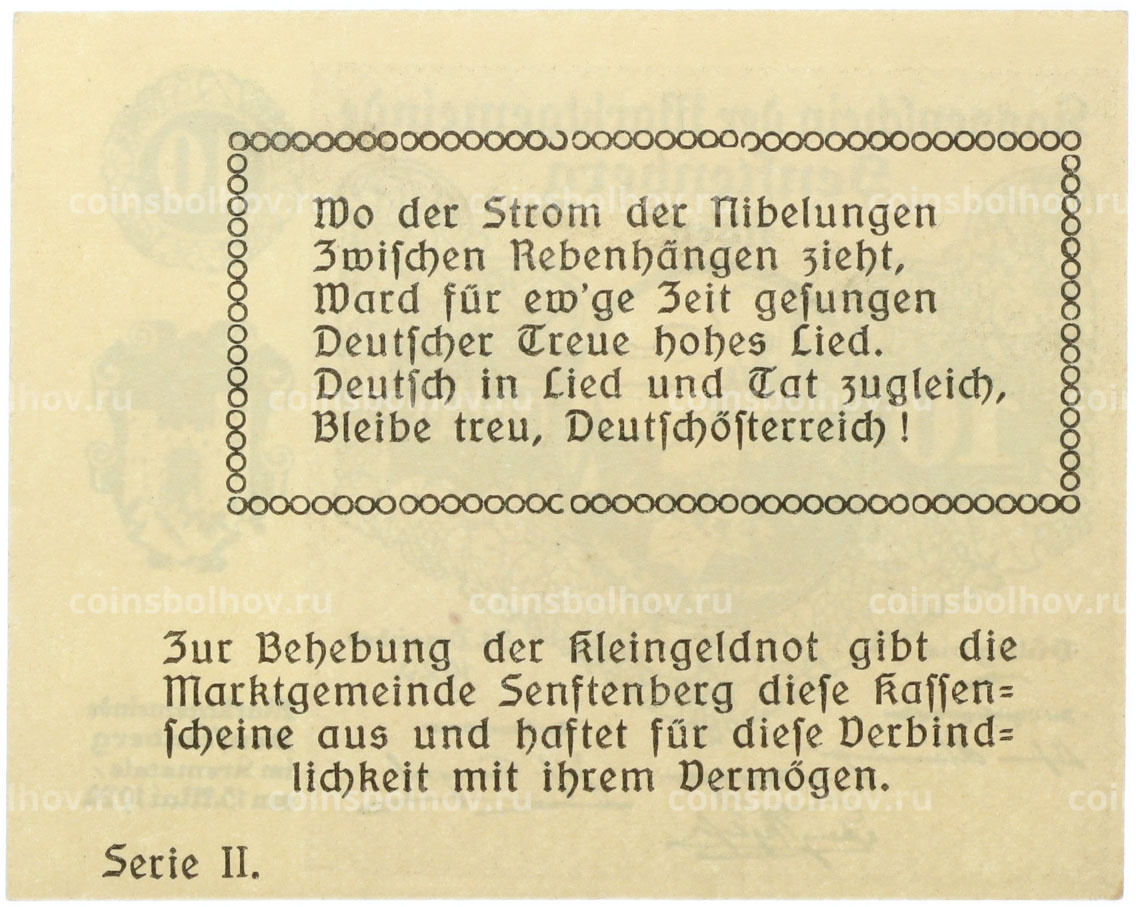 Wo der Strom der Nibelungen
Zwischen Rebenhängen zieht,
Ward für ew'ge Zeit gesungen
Deutscher Treue hohes Lied.
Deutsch in Lied und Tat zugleich,
Bleibe treu, Deutschösterreich!
Zur Behebung der Kleingeldnot gibt die
Marktgemeinde Senftenberg diese Kassen=
scheine aus und haftet für diese Verbind=
lichkeit mit ihrem Vermögen.
Serie II.
coinsbolhov.ru